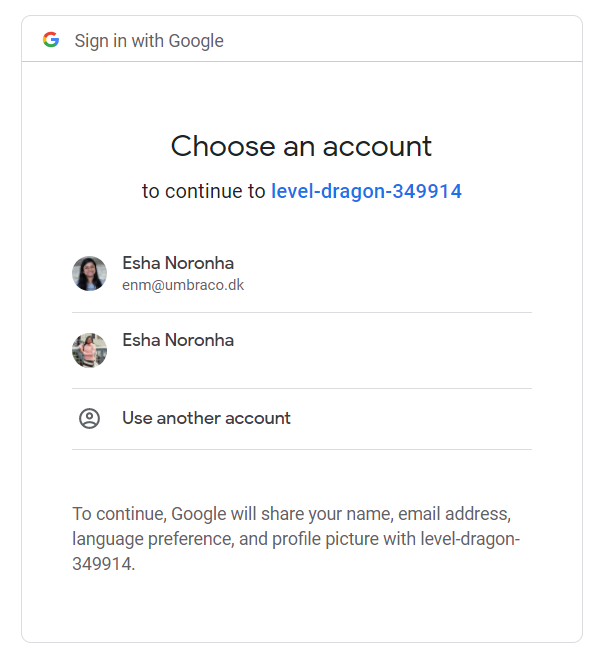 Sign in with Google
Choose an account
to continue to level-dragon-349914
Esha Noronha
enm@umbraco.dk
Esha Noronha
Use another account
To continue, Google will share your name, email address,
language preference, and profile picture with level-dragon-
349914.